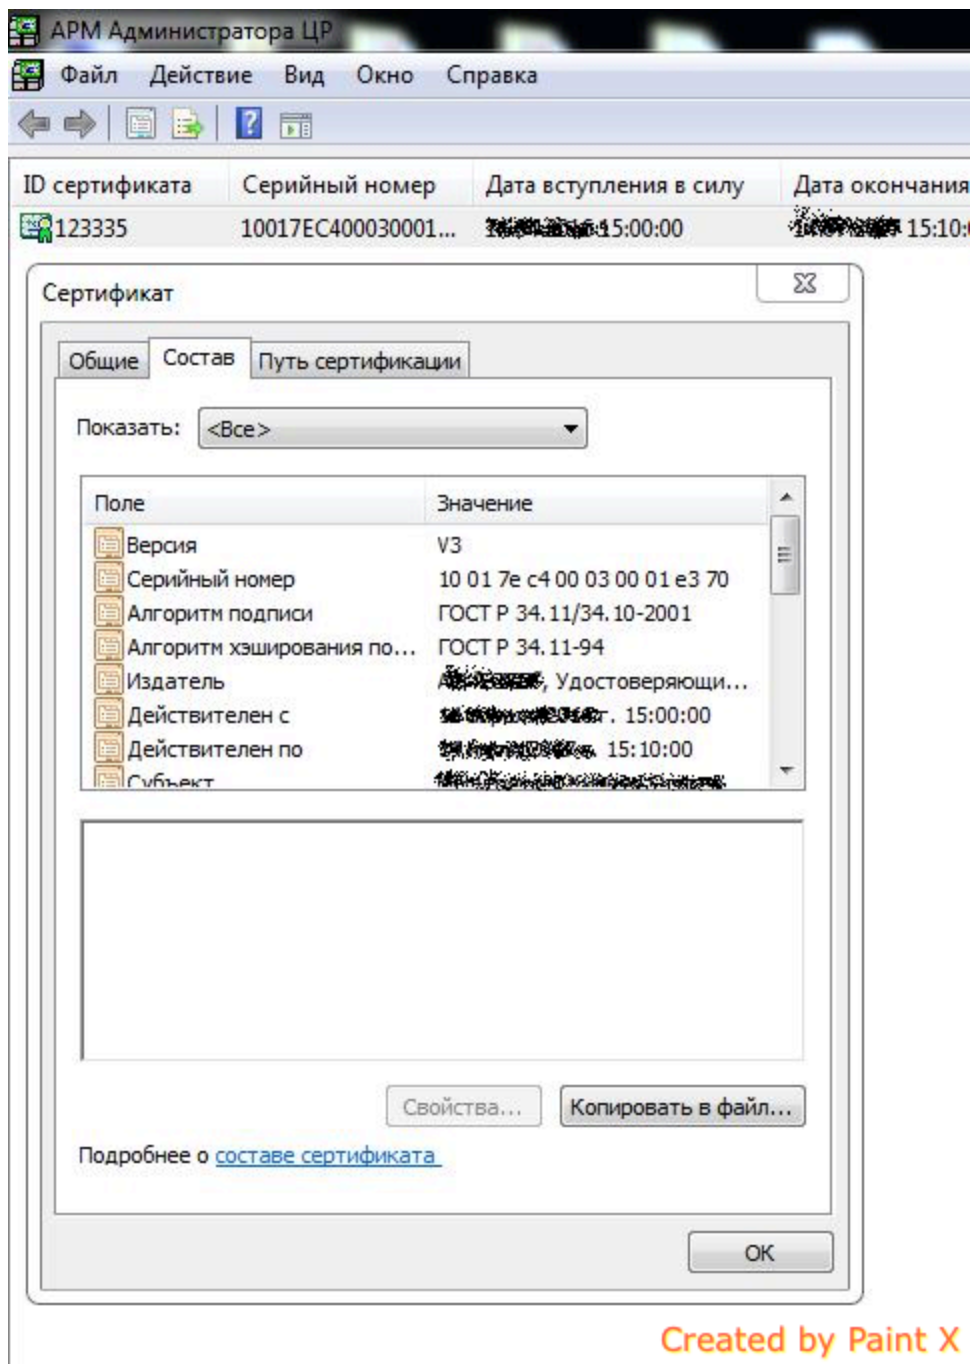 АРМ Администратора ЦР
Файл Действие Вид Окно Справка
ID сертификата Серийный номер Дата вступления в силу Дата окончания
123335 10017EC400030001... 15:00:00 15:10:
Сертификат
Общие Состав Путь сертификации
Показать: <Все>
Поле Значение
Версия V3
Серийный номер 10 01 7e c4 00 03 00 01 e3 70
Алгоритм подписи ГОСТ Р 34.11/34.10-2001
Алгоритм хэширования по... ГОСТ Р 34.11-94
Издатель , Удостоверяющи...
Действителен с г. 15:00:00
Действителен по 15:10:00
Субъект
Свойства... Копировать в файл...
Подробнее о составе сертификата
ОК
Created by Paint X